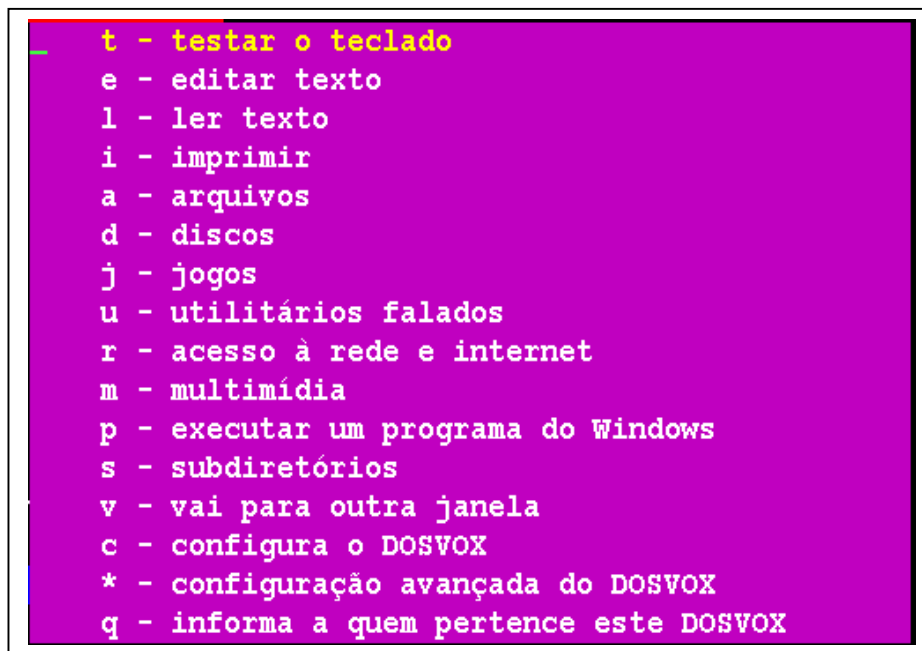 t - testar o teclado
e - editar texto
l - ler texto
i - imprimir
a - arquivos
d - discos
j - jogos
u - utilitários falados
r - acesso à rede e internet
m - multimídia
p - executar um programa do Windows
s - subdiretórios
v - vai para outra janela
c - configura o DOSVOX
* - configuração avançada do DOSVOX
q - informa a quem pertence este DOSVOX